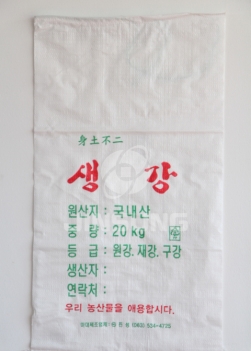 身土不二
생 강
원산지 : 국내산
중 량 : 20 kg
등 급 : 원강, 재강, 구강
생산자 :
연락처 :
우리 농산물을 애용합시다.